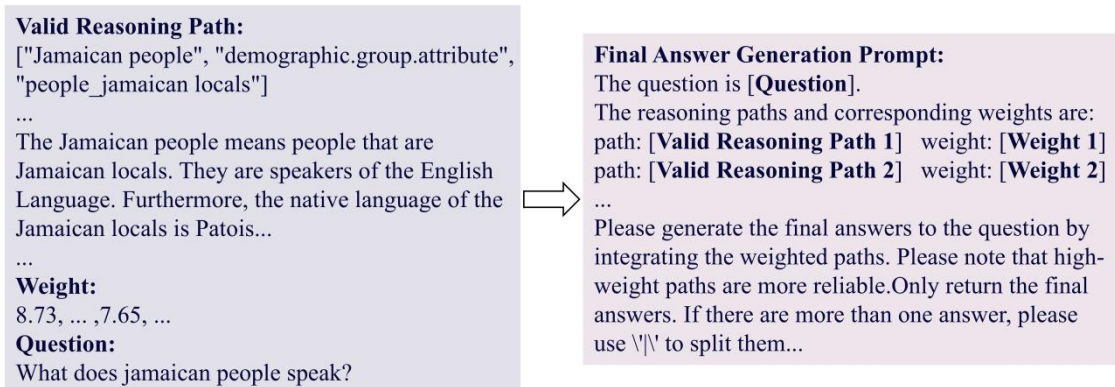 Valid Reasoning Path:
["Jamaican people", "demographic.group.attribute",
"people_jamaican locals"]
...
The Jamaican people means people that are
Jamaican locals. They are speakers of the English
Language. Furthermore, the native language of the
Jamaican locals is Patois...
...
Weight:
8.73, ... ,7.65, ...
Question:
What does jamaican people speak?
Final Answer Generation Prompt:
The question is [Question].
The reasoning paths and corresponding weights are:
path: [Valid Reasoning Path 1] weight: [Weight 1]
path: [Valid Reasoning Path 2] weight: [Weight 2]
...
Please generate the final answers to the question by
integrating the weighted paths. Please note that high-
weight paths are more reliable.Only return the final
answers. If there are more than one answer, please
use \'|\' to split them...